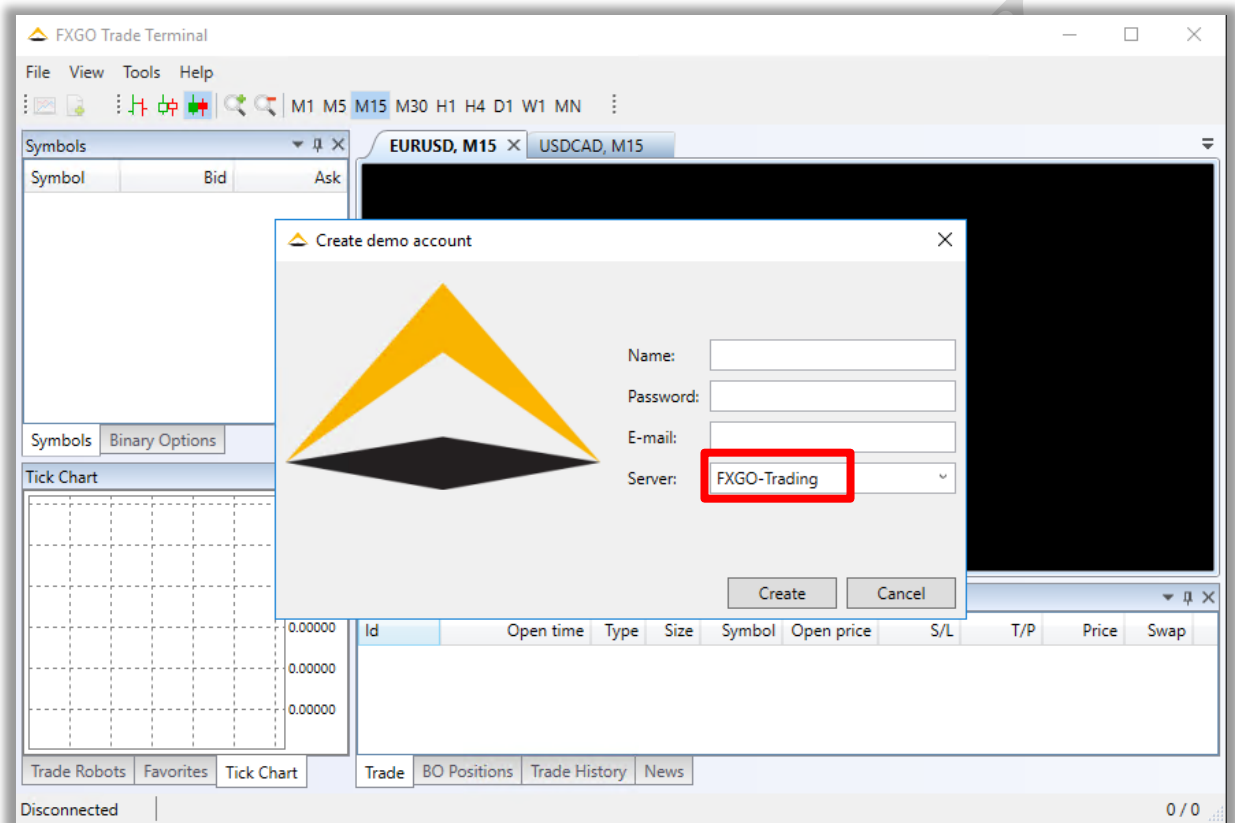 FXGO Trade Terminal
File View Tools Help
M1 M5 M15 M30 H1 H4 D1 W1 MN
Symbols
EURUSD, M15 USDCAD, M15
Symbol Bid Ask
Create demo account
Name:
Password:
E-mail:
Server: FXGO-Trading
Create Cancel
Symbols Binary Options
Tick Chart
0.00000
0.00000
0.00000
Id Open time Type Size Symbol Open price S/L T/P Price Swap
Trade Robots Favorites Tick Chart
Trade BO Positions Trade History News
Disconnected
0 / 0